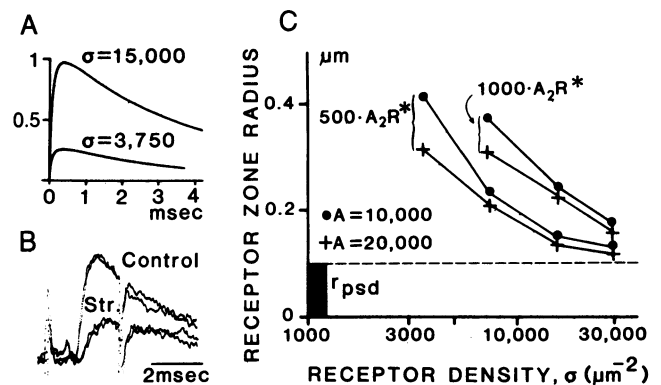 A
σ=15,000
1
0.5
σ=3,750
0 1 2 3 4
msec
B
Control
Str.
2msec
C
RECEPTOR ZONE RADIUS
μm
0.4
0.2
0
500·A₂R*
1000·A₂R*
●A=10,000
+A=20,000
rpsd
1000 3000 10,000 30,000
RECEPTOR DENSITY, σ (μm⁻²)